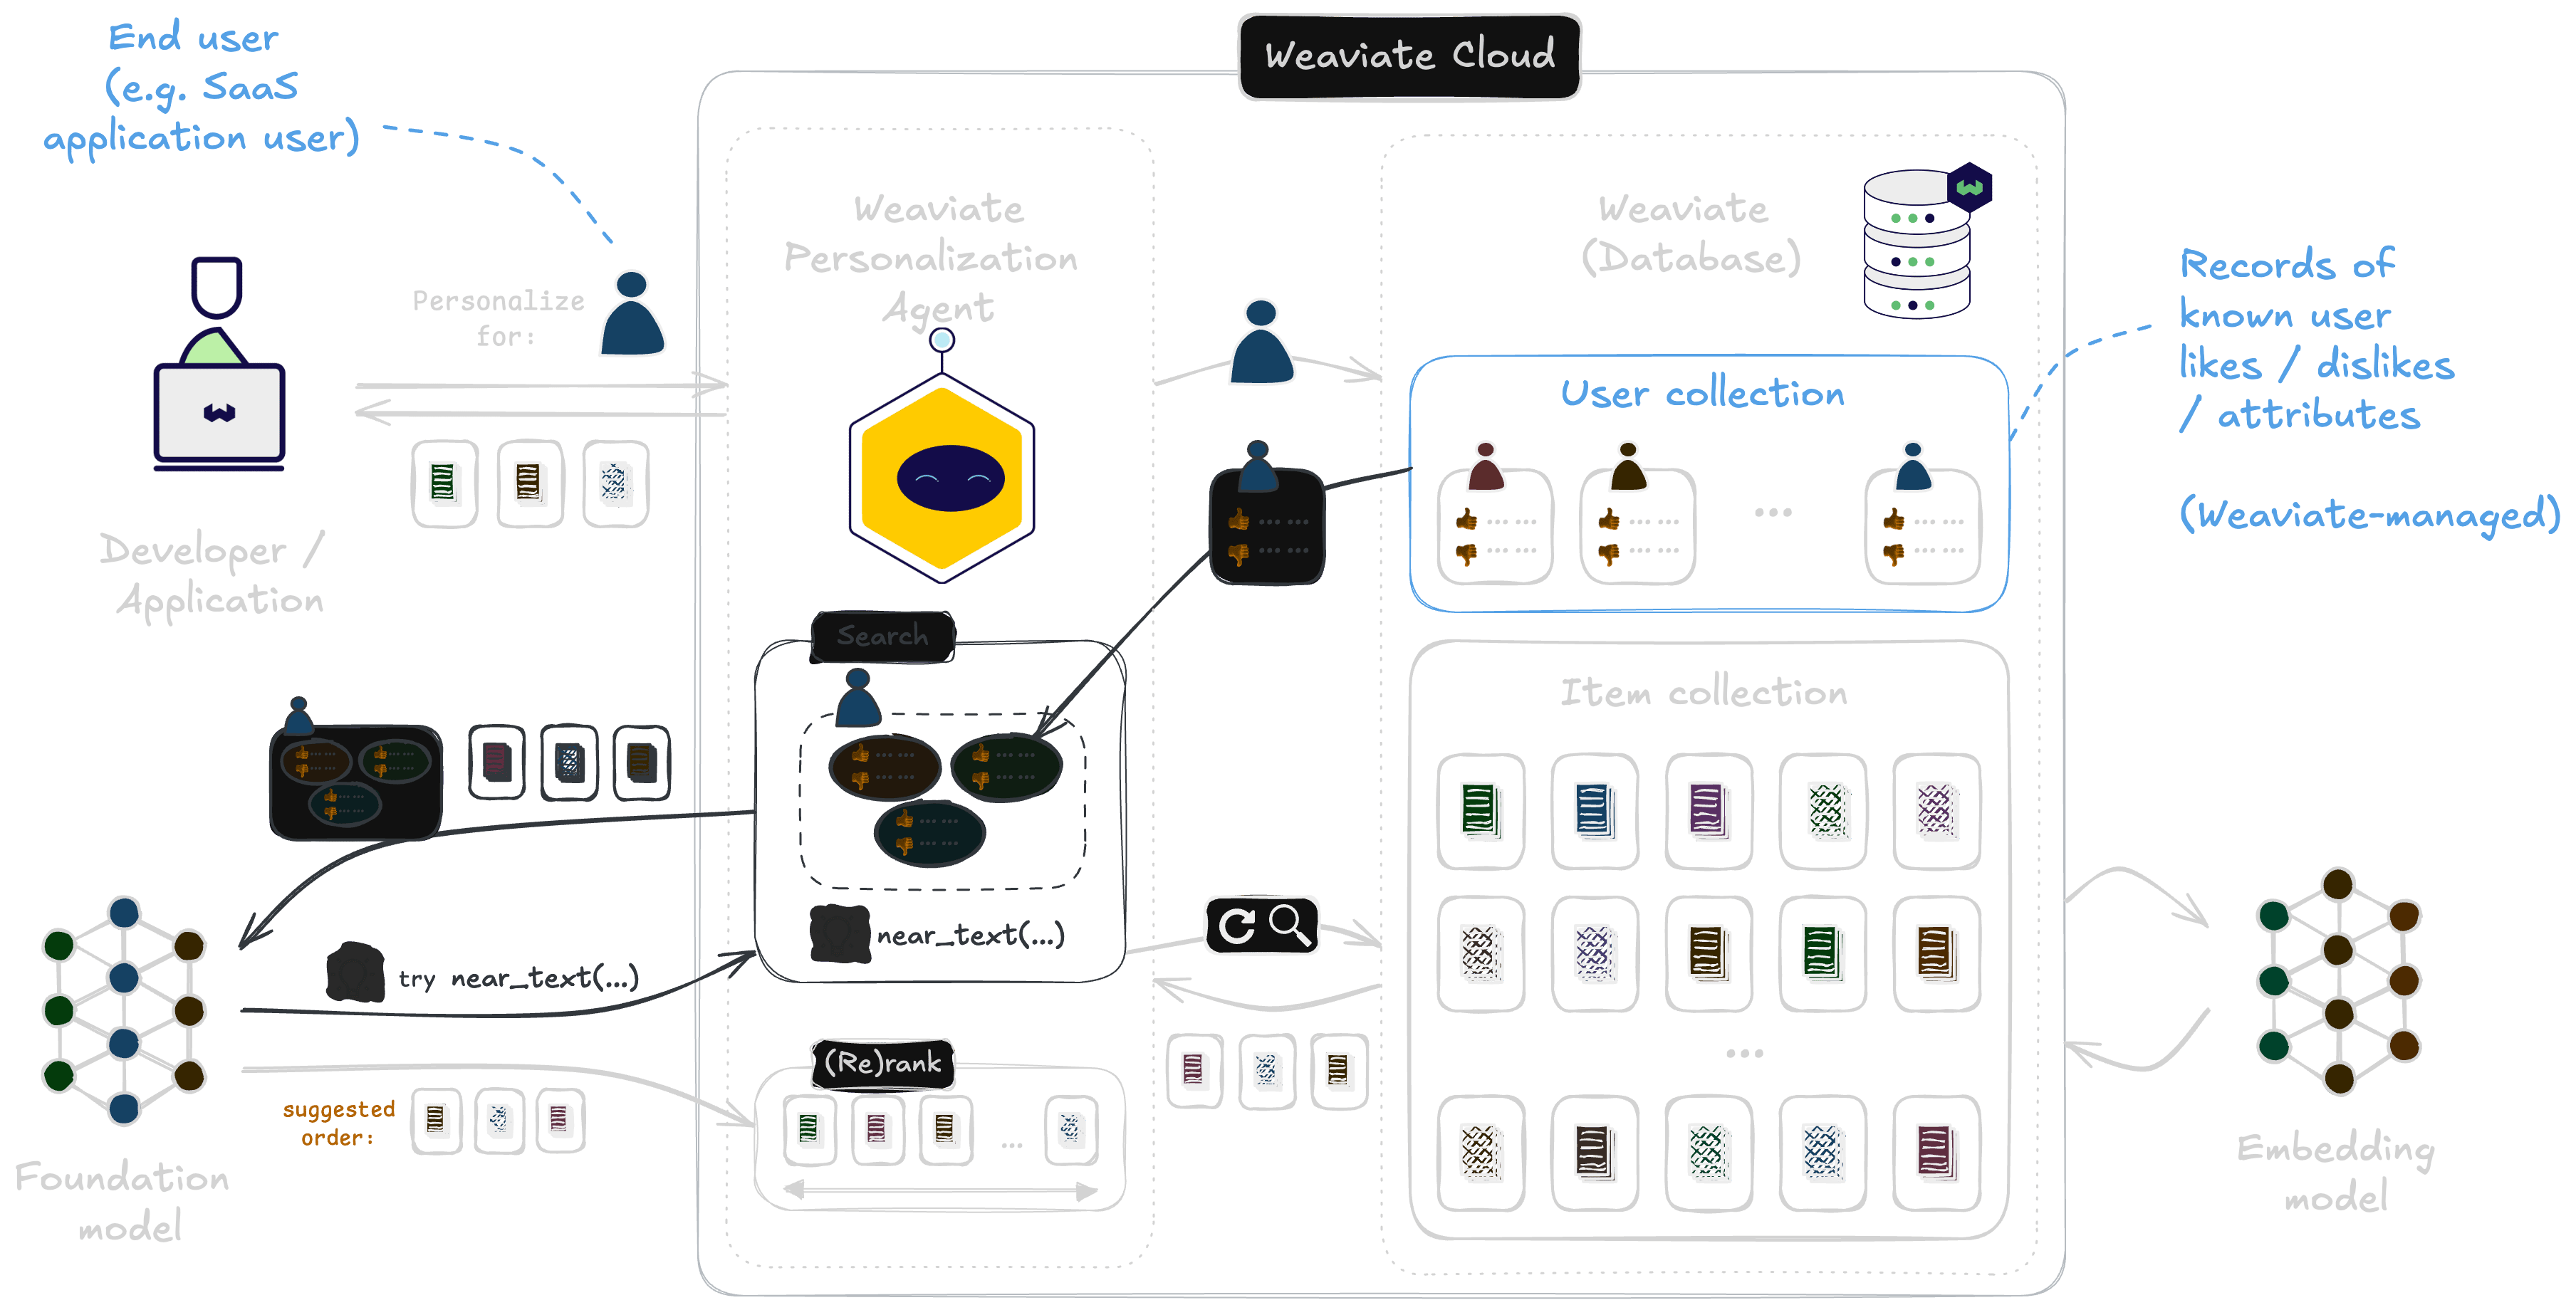 Weaviate Cloud
End user
(e.g. SaaS
application user)
Personalize
for:
Developer /
Application
Weaviate
Personalization
Agent
Weaviate
(Database)
User collection
... ...
... ...
... ...
... ...
...
... ...
... ...
... ...
... ...
Records of
known user
likes / dislikes
/ attributes
(Weaviate-managed)
Search
... ...
... ...
... ...
... ...
... ...
... ...
near_text(...)
... ...
... ...
... ...
... ...
... ...
... ...
try near_text(...)
Item collection
...
(Re)rank
...
suggested
order:
Foundation
model
Embedding
model